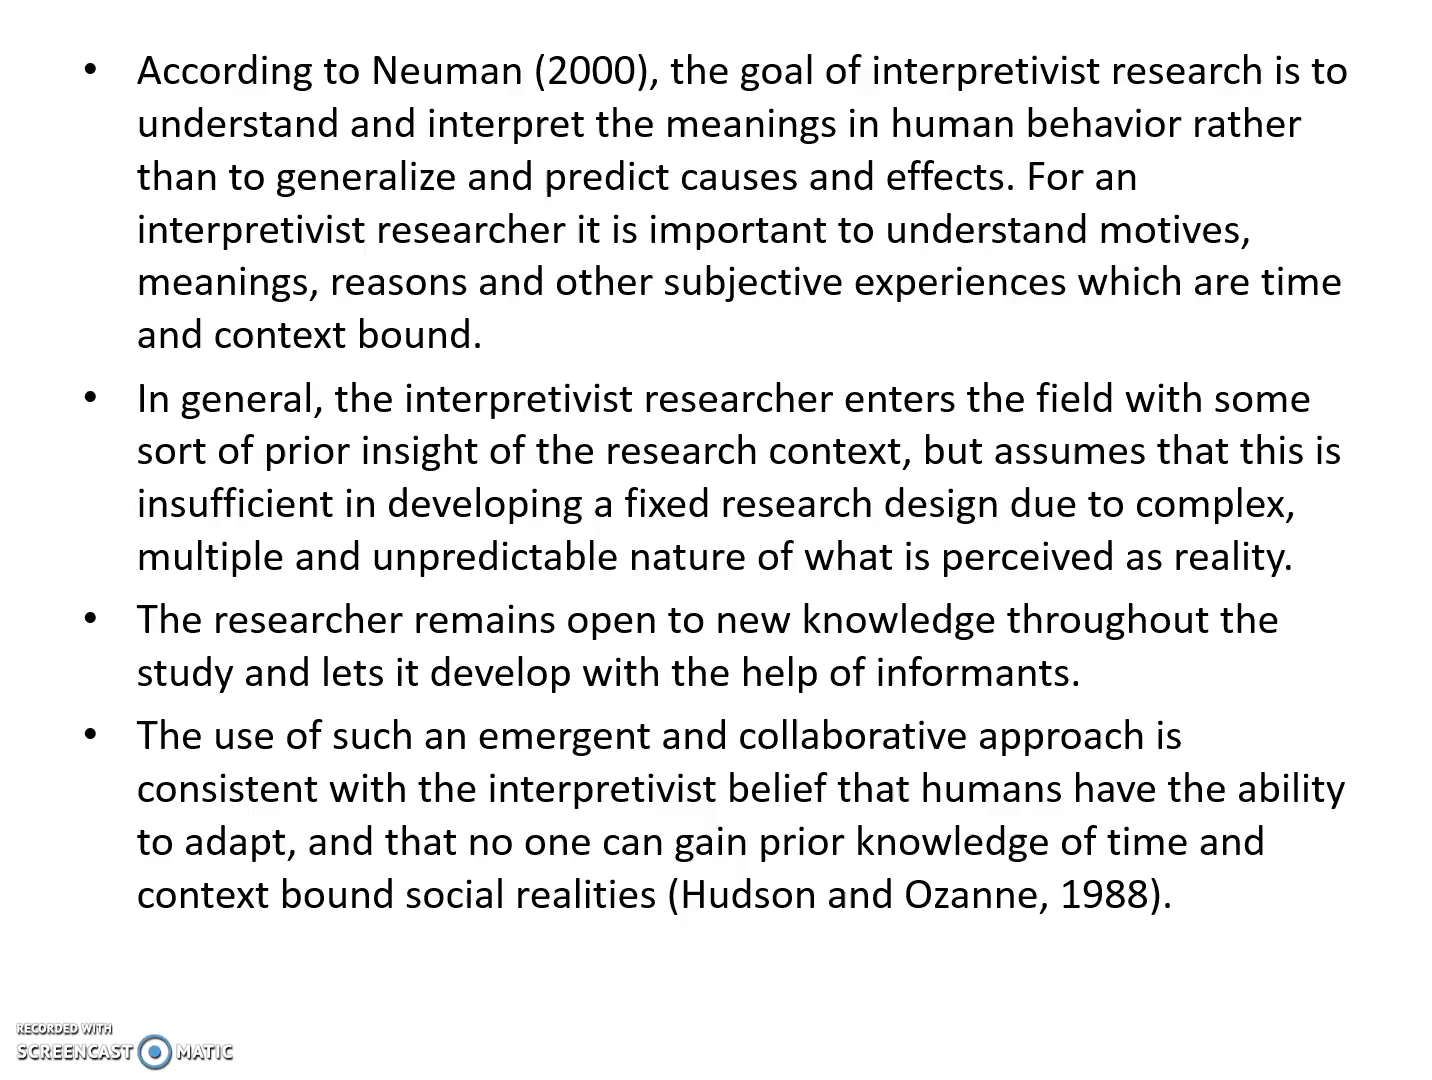 • According to Neuman (2000), the goal of interpretivist research is to
understand and interpret the meanings in human behavior rather
than to generalize and predict causes and effects. For an
interpretivist researcher it is important to understand motives,
meanings, reasons and other subjective experiences which are time
and context bound.
• In general, the interpretivist researcher enters the field with some
sort of prior insight of the research context, but assumes that this is
insufficient in developing a fixed research design due to complex,
multiple and unpredictable nature of what is perceived as reality.
• The researcher remains open to new knowledge throughout the
study and lets it develop with the help of informants.
• The use of such an emergent and collaborative approach is
consistent with the interpretivist belief that humans have the ability
to adapt, and that no one can gain prior knowledge of time and
context bound social realities (Hudson and Ozanne, 1988).
RECORDED WITH
SCREENCAST MATIC